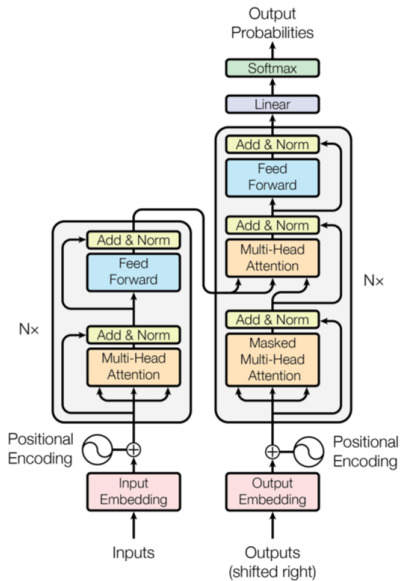 Output
Probabilities
Softmax
Linear
Add & Norm
Feed
Forward
Add & Norm
Multi-Head
Attention
Add & Norm
Masked
Multi-Head
Attention
N×
Add & Norm
Feed
Forward
Add & Norm
Multi-Head
Attention
N×
Positional
Encoding
Positional
Encoding
Input
Embedding
Output
Embedding
Inputs
Outputs
(shifted right)